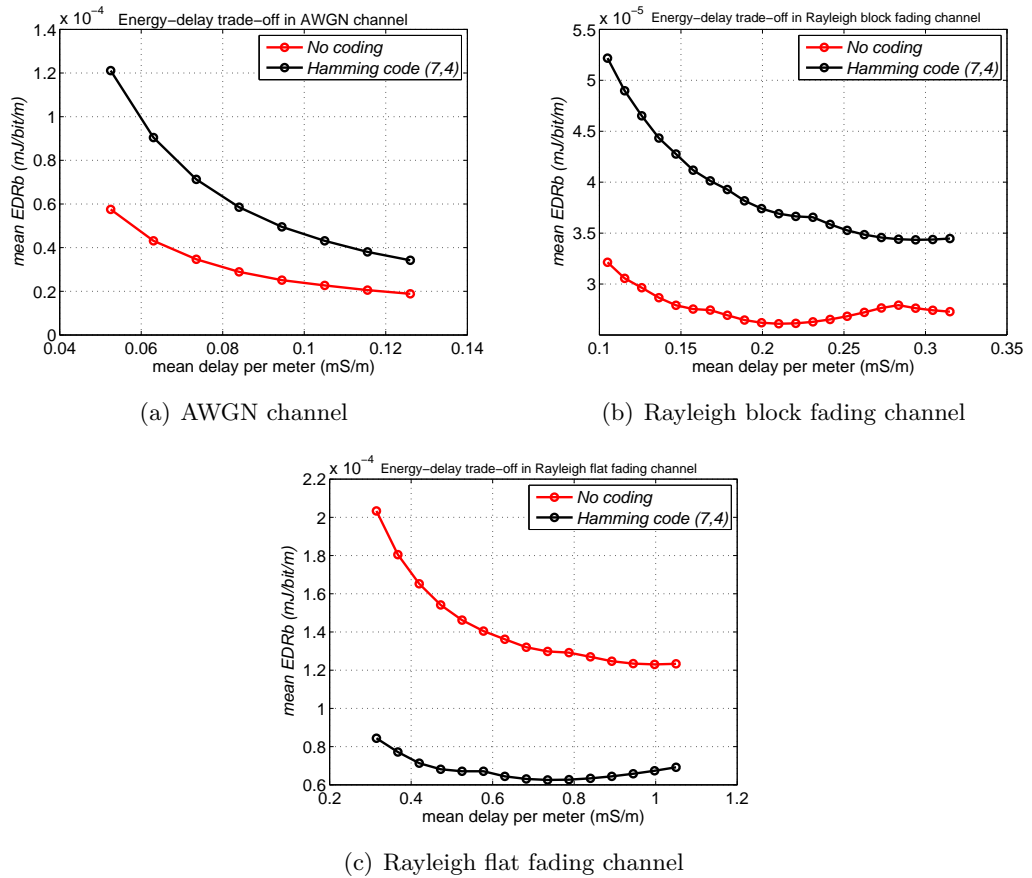 x 10⁻⁴ Energy−delay trade−off in AWGN channel
1.4
1.2
1
0.8
0.6
0.4
0.2
0
0.04 0.06 0.08 0.1 0.12 0.14
mean EDRb (mJ/bit/m)
mean delay per meter (mS/m)
No coding
Hamming code (7,4)
(a) AWGN channel
x 10⁻⁵ Energy−delay trade−off in Rayleigh block fading channel
5.5
5
4.5
3.5
3
0.1 0.15 0.2 0.25 0.3 0.35
mean EDRb (mJ/bit/m)
mean delay per meter (mS/m)
No coding
Hamming code (7,4)
(b) Rayleigh block fading channel
x 10⁻⁴ Energy−delay trade−off in Rayleigh flat fading channel
2.2
2
1.8
1.6
1.4
1.2
1
0.8
0.6
0.2 0.4 0.6 0.8 1 1.2
mean EDRb (mJ/bit/m)
mean delay per meter (mS/m)
No coding
Hamming code (7,4)
(c) Rayleigh flat fading channel